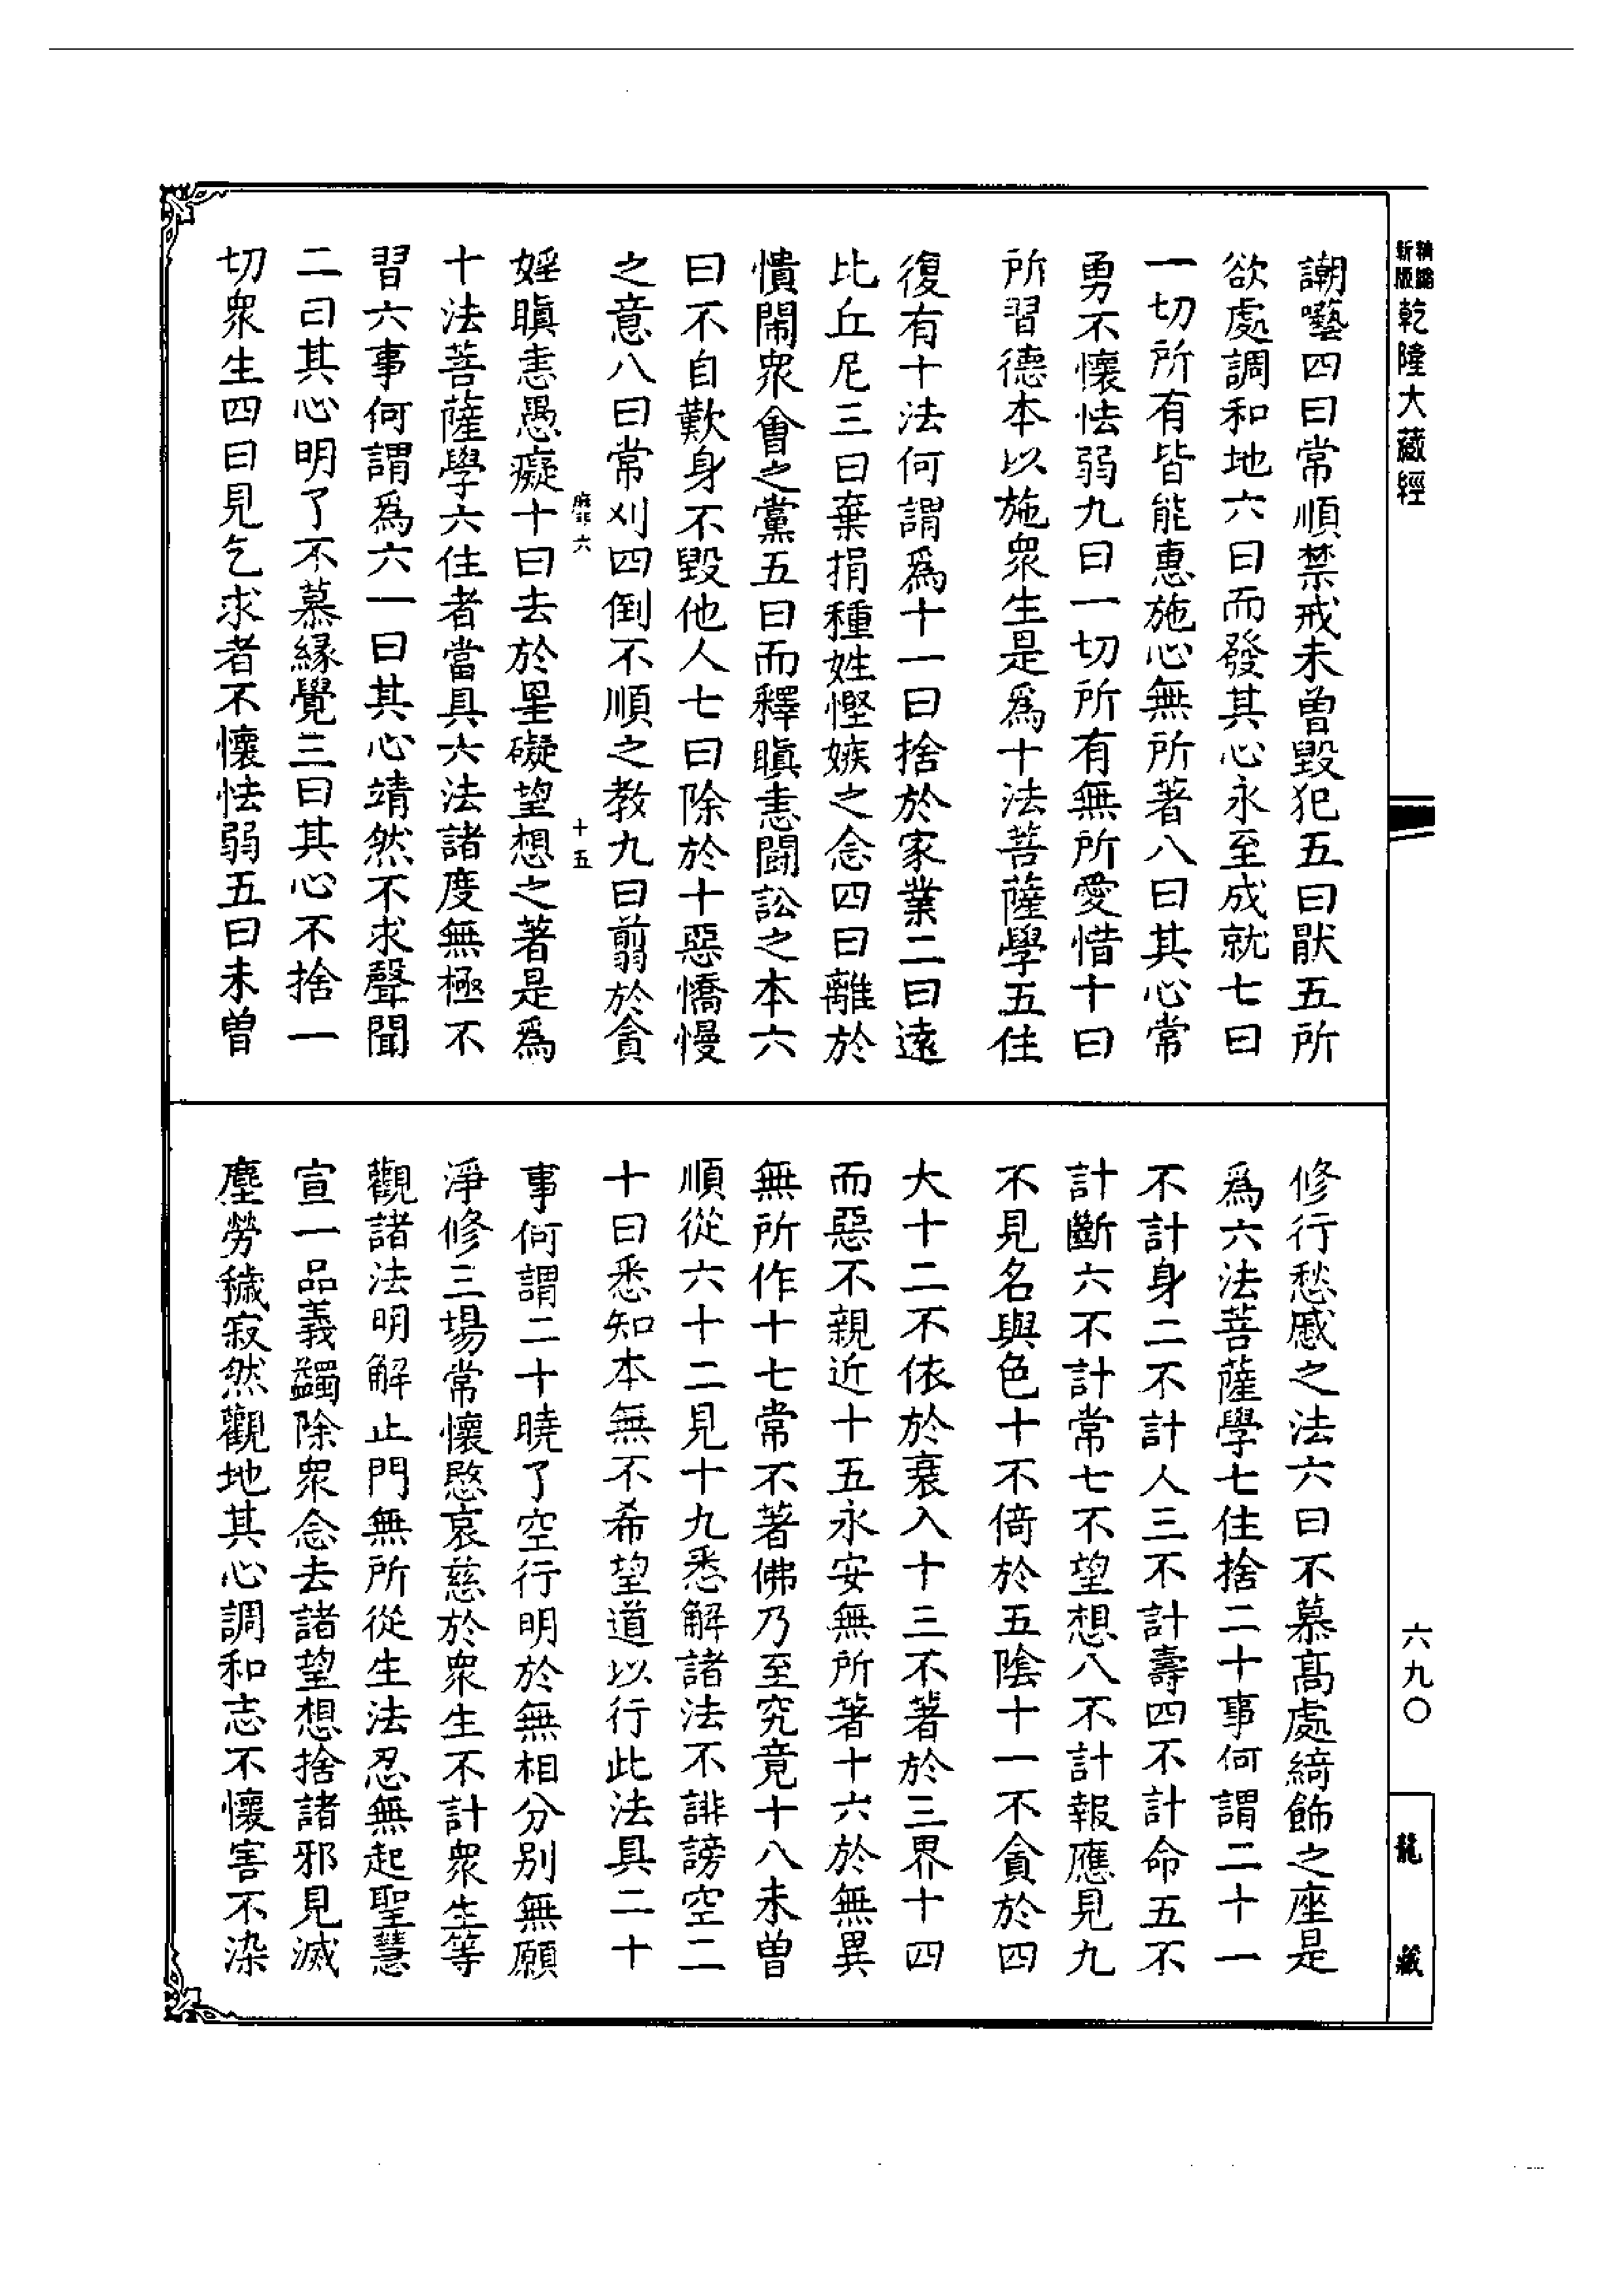 新版精縮乾隆大藏經
六九〇
龍藏
謿囈四曰常順禁戒未曾毀犯五曰厭五所
欲處調和地六曰而發其心永至成就七曰
一切所有皆能惠施心無所著八曰其心常
勇不懷怯弱九曰一切所有無所愛惜十曰
所習德本以施眾生是爲十法菩薩學五住
復有十法何謂爲十一曰捨於家業二曰遠
比丘尼三曰棄捐種姓慳嫉之念四曰離於
憒閙眾會之黨五曰而釋瞋恚鬪訟之本六
曰不自歎身不毀他人七曰除於十惡憍慢
之意八曰常刈四倒不順之教九曰翦於貪
六 十五
婬瞋恚愚癡十曰去於罣礙望想之著是爲
十法菩薩學六住者當具六法諸度無極不
習六事何謂爲六一曰其心靖然不求聲聞
二曰其心明了不慕緣覺三曰其心不捨一
切眾生四曰見乞求者不懷怯弱五曰未曾
修行愁慼之法六曰不慕高處綺飾之座是
爲六法菩薩學七住捨二十事何謂二十一
不計身二不計人三不計壽四不計命五不
計斷六不計常七不望想八不計報應見九
不見名與色十不倚於五陰十一不貪於四
大十二不依於衰入十三不著於三界十四
而惡不親近十五永安無所著十六於無異
無所作十七常不著佛乃至究竟十八未曾
順從六十二見十九悉解諸法不誹謗空二
十曰悉知本無不希望道以行此法具二十
事何謂二十曉了空行明於無相分別無願
淨修三場常懷愍哀慈於眾生不計眾生等
觀諸法明解止門無所從生法忍無起聖慧
宣一品義蠲除眾念去諸望想捨諸邪見滅
塵勞穢寂然觀地其心調和志不懷害不染